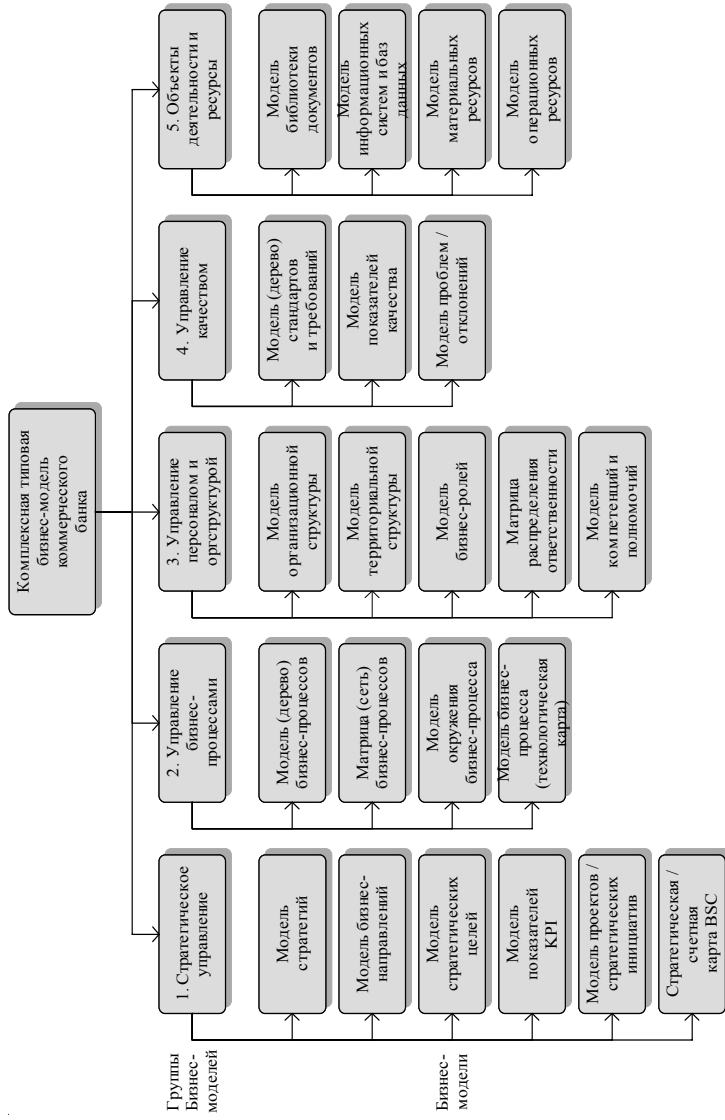 Комплексная типовая
бизнес-модель
коммерческого
банка
Группы
Бизнес-
моделей
1. Стратегическое
управление
2. Управление
бизнес-
процессами
3. Управление
персоналом и
оргструктурой
4. Управление
качеством
5. Объекты
деятельности и
ресурсы
Бизнес-
модели
Модель
стратегий
Модель бизнес-
направлений
Модель
стратегических
целей
Модель
показателей
KPI
Модель проектов /
стратегических
инициатив
Стратегическая /
счетная
карта BSC
Модель (дерево)
бизнес-процессов
Матрица (сеть)
бизнес-процессов
Модель
окружения
бизнес-процесса
Модель бизнес-
процесса
(технологическая
карта)
Модель
организационной
структуры
Модель
территориальной
структуры
Модель
бизнес-ролей
Матрица
распределения
ответственности
Модель
компетенций и
полномочий
Модель (дерево)
стандартов
и требований
Модель
показателей
качества
Модель проблем /
отклонений
Модель
библиотеки
документов
Модель
информационных
систем и баз
данных
Модель
материальных
ресурсов
Модель
операционных
ресурсов